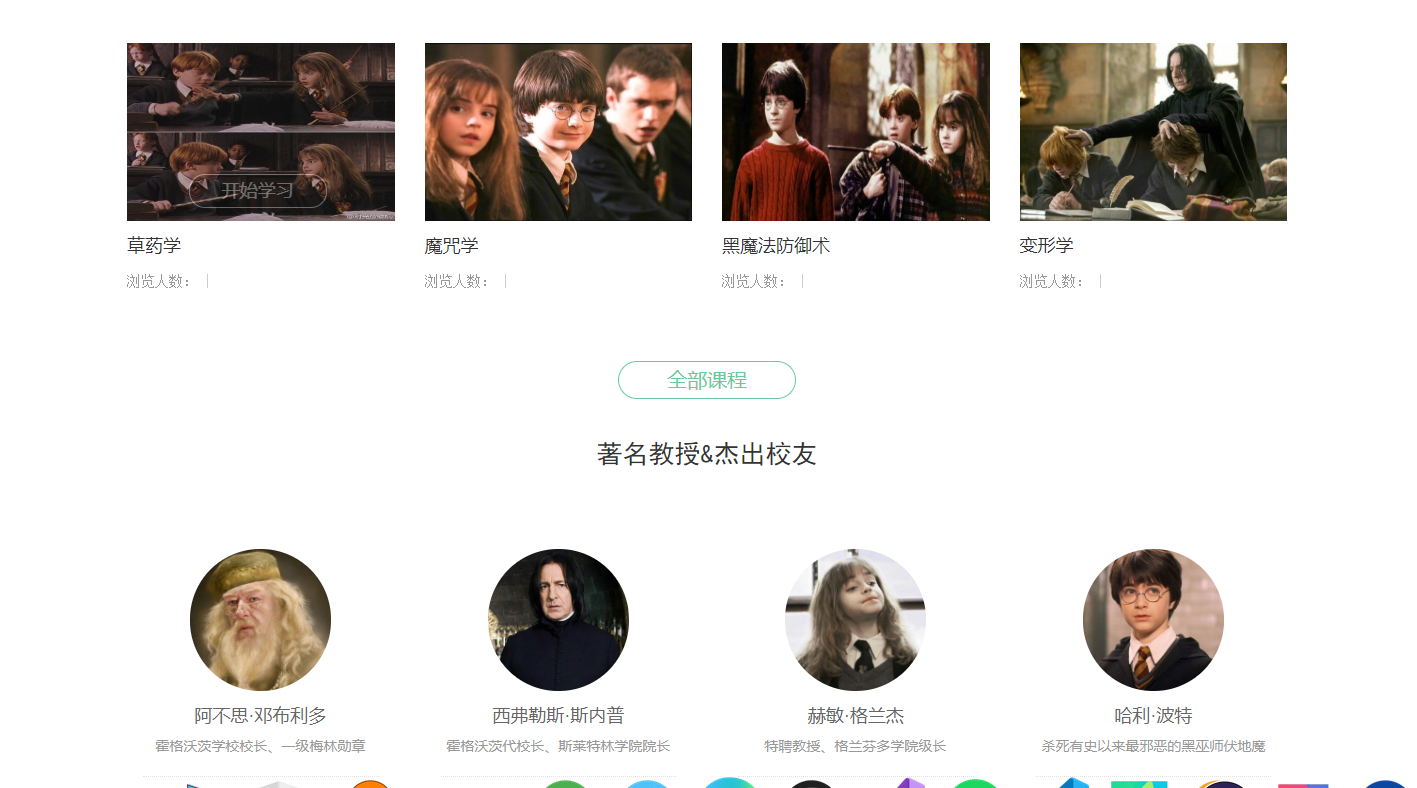 开始学习
草药学
魔咒学
黑魔法防御术
变形学
浏览人数：
浏览人数：
浏览人数：
浏览人数：
全部课程
著名教授&杰出校友
阿不思·邓布利多
西弗勒斯·斯内普
赫敏·格兰杰
哈利·波特
霍格沃茨学校校长、一级梅林勋章
霍格沃茨代校长、斯莱特林学院院长
特聘教授、格兰芬多学院级长
杀死有史以来最邪恶的黑巫师伏地魔